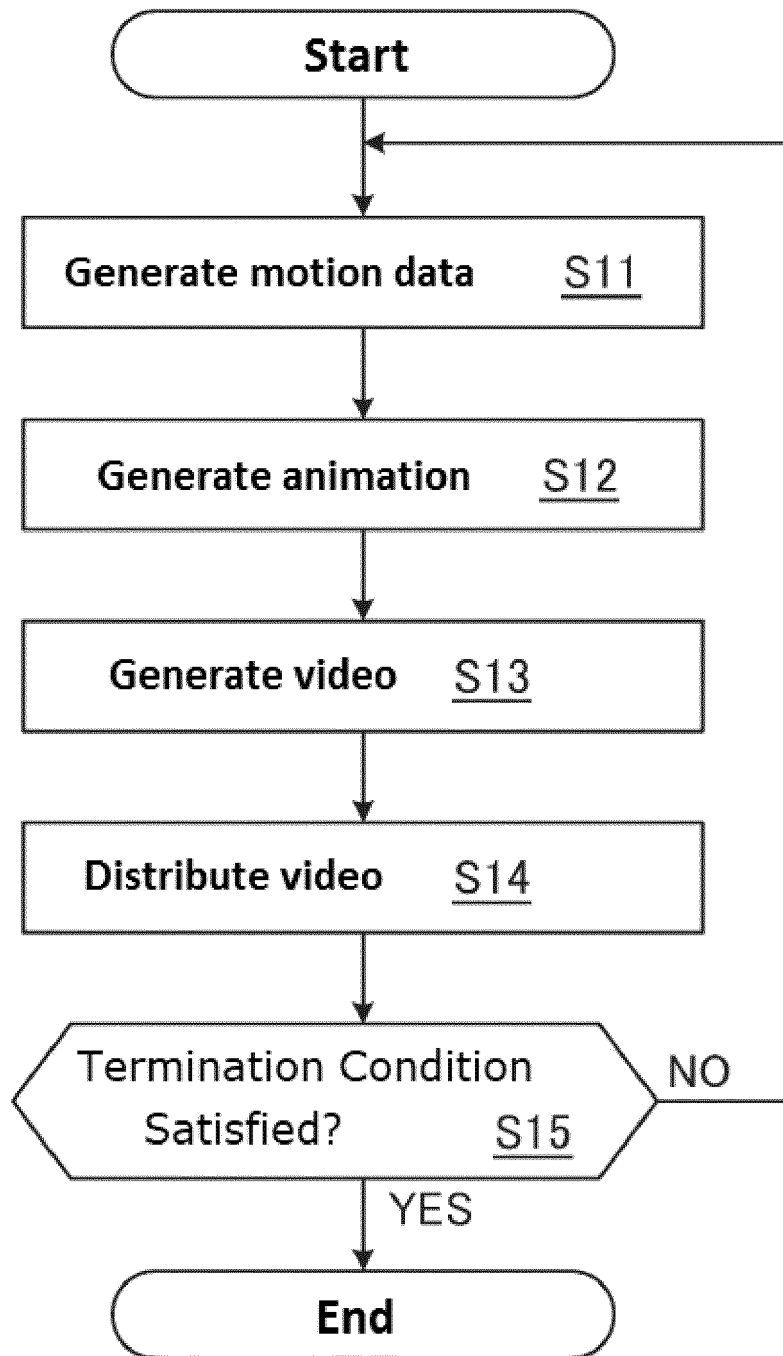 Start
Generate motion data S11
Generate animation S12
Generate video S13
Distribute video S14
Termination Condition
Satisfied? S15
NO
YES
End